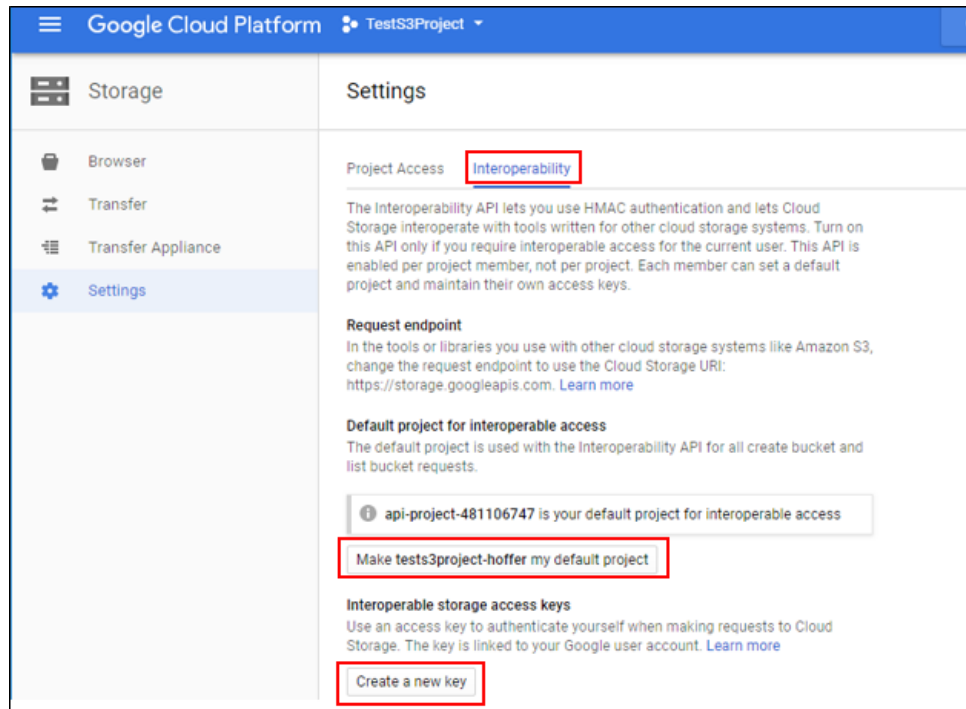 Google Cloud Platform TestS3Project
Storage
Settings
Browser
Transfer
Transfer Appliance
Settings
Project Access Interoperability
The Interoperability API lets you use HMAC authentication and lets Cloud
Storage interoperate with tools written for other cloud storage systems. Turn on
this API only if you require interoperable access for the current user. This API is
enabled per project member, not per project. Each member can set a default
project and maintain their own access keys.
Request endpoint
In the tools or libraries you use with other cloud storage systems like Amazon S3,
change the request endpoint to use the Cloud Storage URI:
https://storage.googleapis.com. Learn more
Default project for interoperable access
The default project is used with the Interoperability API for all create bucket and
list bucket requests.
api-project-481106747 is your default project for interoperable access
Make tests3project-hoffer my default project
Interoperable storage access keys
Use an access key to authenticate yourself when making requests to Cloud
Storage. The key is linked to your Google user account. Learn more
Create a new key